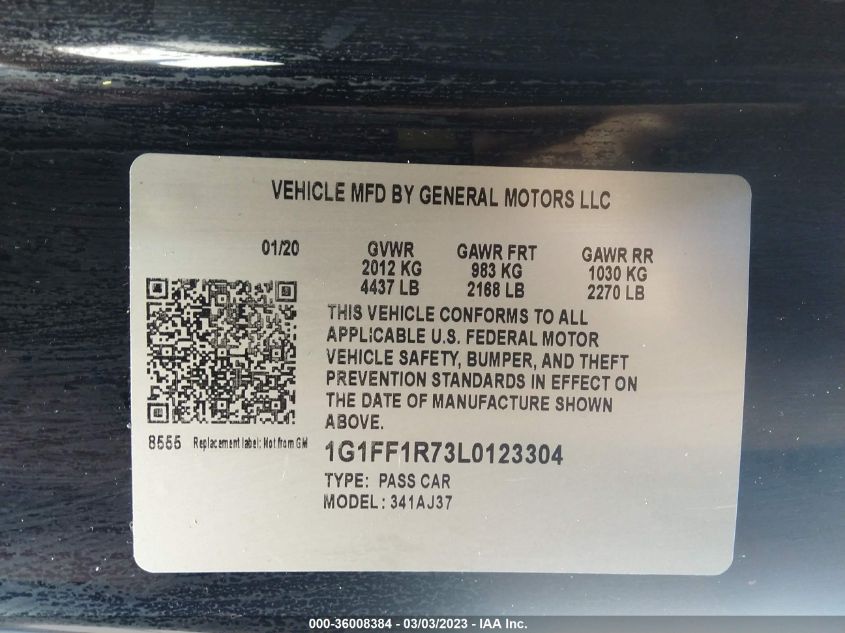 VEHICLE MFD BY GENERAL MOTORS LLC
01/20 GVWR GAWR FRT GAWR RR
2012 KG 983 KG 1030 KG
4437 LB 2168 LB 2270 LB
THIS VEHICLE CONFORMS TO ALL
APPLICABLE U.S. FEDERAL MOTOR
VEHICLE SAFETY, BUMPER, AND THEFT
PREVENTION STANDARDS IN EFFECT ON
THE DATE OF MANUFACTURE SHOWN
ABOVE.
8555 Replacement label; Not from GM
1G1FF1R73L0123304
TYPE: PASS CAR
MODEL: 341AJ37
000-36008384 - 03/03/2023 - IAA Inc.